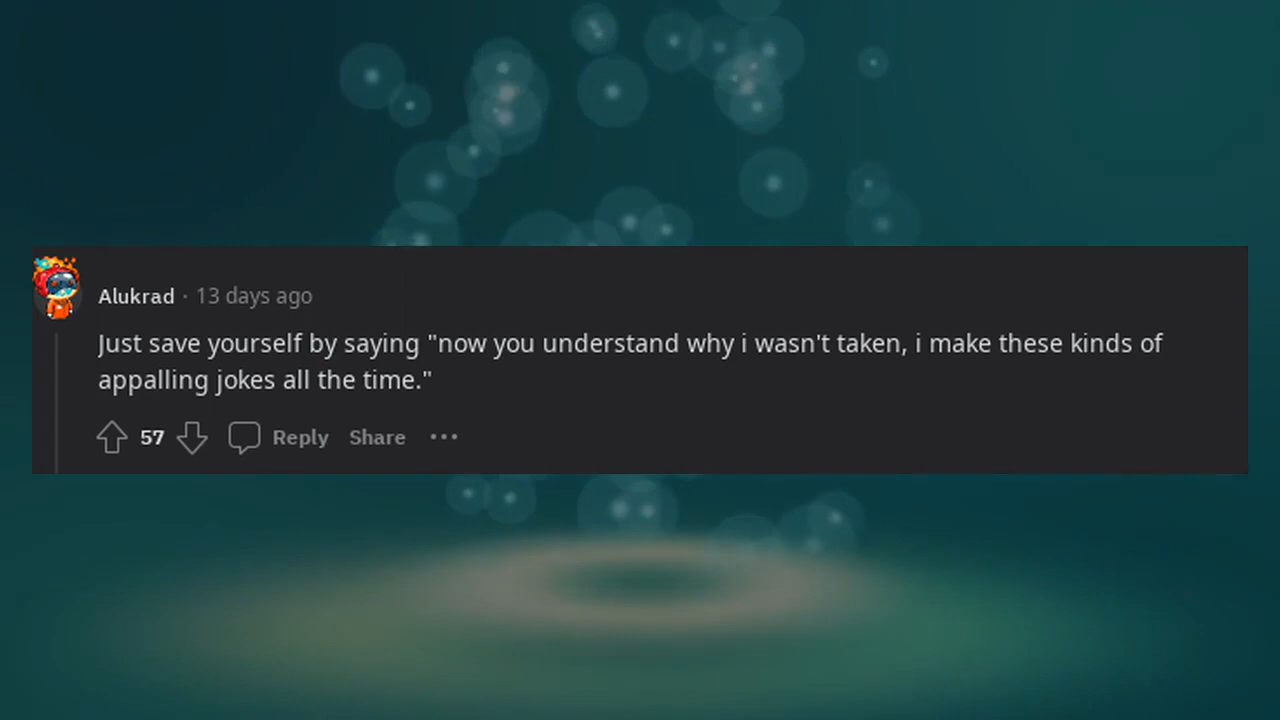 Alukrad · 13 days ago
Just save yourself by saying "now you understand why i wasn't taken, i make these kinds of
appalling jokes all the time."
57 Reply Share ···